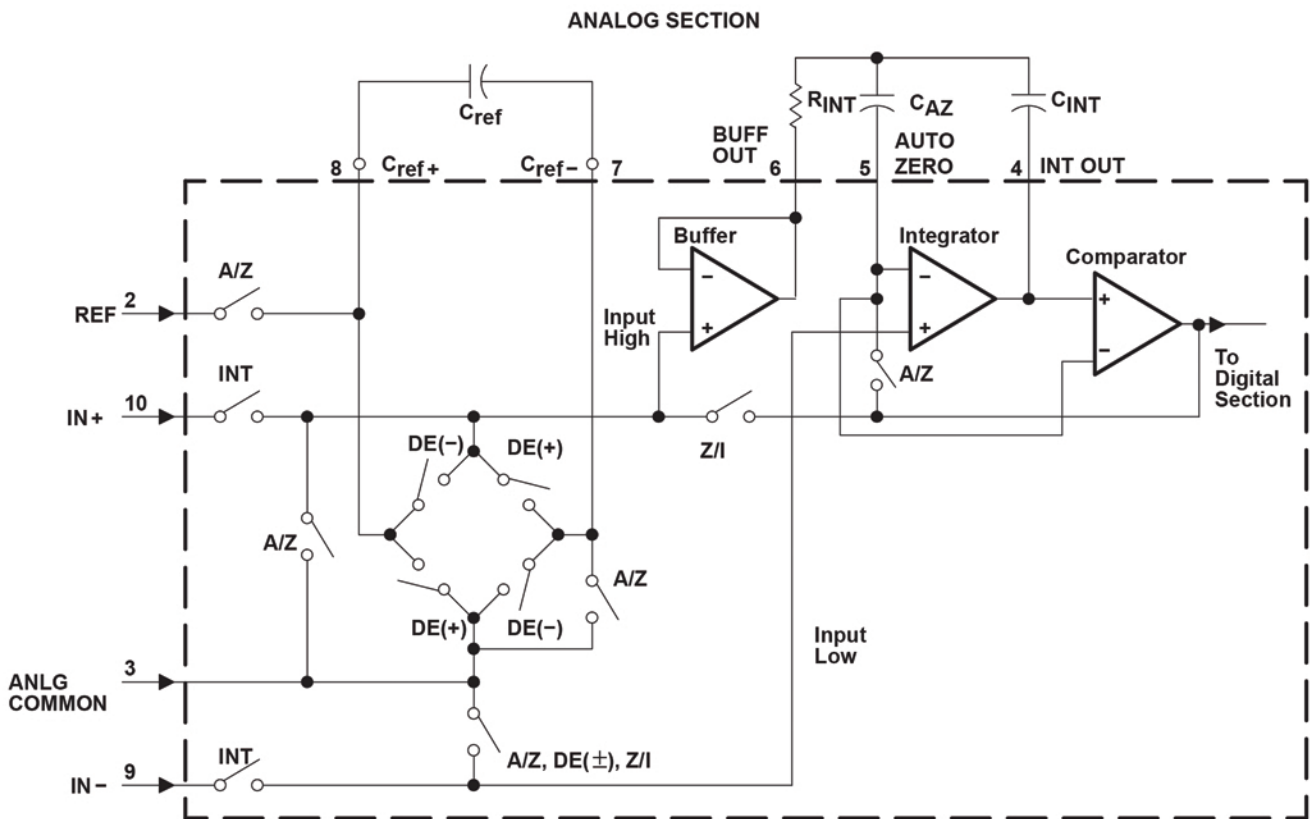 ANALOG SECTION
Cref
RINT
CAZ
CINT
BUFF
OUT
AUTO
ZERO
8
Cref+
Cref−
7
6
5
4
INT OUT
A/Z
REF
2
Buffer
−
+
Input
High
Integrator
−
+
Comparator
+
−
To
Digital
Section
A/Z
INT
IN+
10
Z/I
DE(−)
DE(+)
A/Z
A/Z
DE(+)
DE(−)
Input
Low
3
ANLG
COMMON
INT
A/Z, DE(±), Z/I
9
IN−